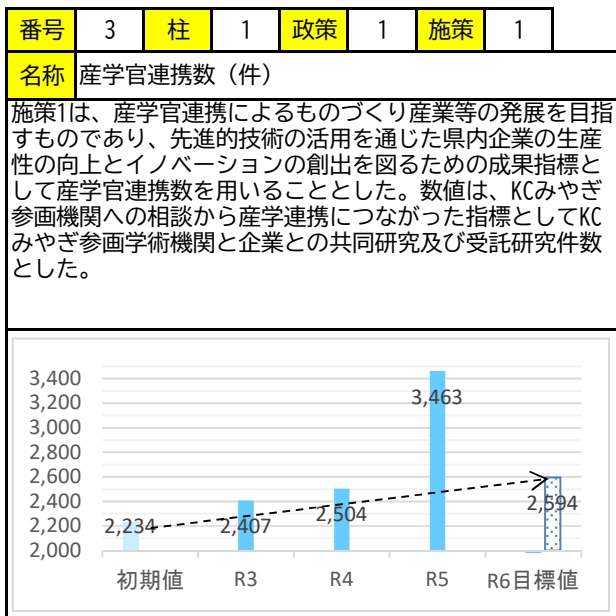 番号 3 柱 1 政策 1 施策 1
名称 産学官連携数（件）
施策1は、産学官連携によるものづくり産業等の発展を目指
すものであり、先進的技術の活用を通じた県内企業の生産
性の向上とイノベーションの創出を図るための成果指標と
して産学官連携数を用いることとした。数値は、KCみやぎ
参画機関への相談から産学連携につながった指標としてKC
みやぎ参画学術機関と企業との共同研究及び受託研究件数
とした。
3,400
3,200
3,000
2,800
2,600
2,400
2,200
2,000
2,234
2,407
2,504
3,463
2,594
初期値 R3 R4 R5 R6目標値